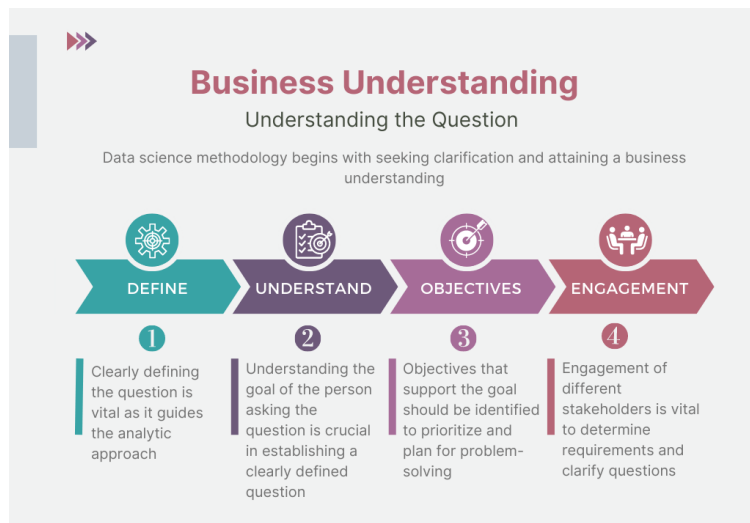 Business Understanding
Understanding the Question
Data science methodology begins with seeking clarification and attaining a business
understanding
DEFINE
UNDERSTAND
OBJECTIVES
ENGAGEMENT
1
Clearly defining
the question is
vital as it guides
the analytic
approach
2
Understanding the
goal of the person
asking the
question is crucial
in establishing a
clearly defined
question
3
Objectives that
support the goal
should be identified
to prioritize and
plan for problem-
solving
4
Engagement of
different
stakeholders is vital
to determine
requirements and
clarify questions